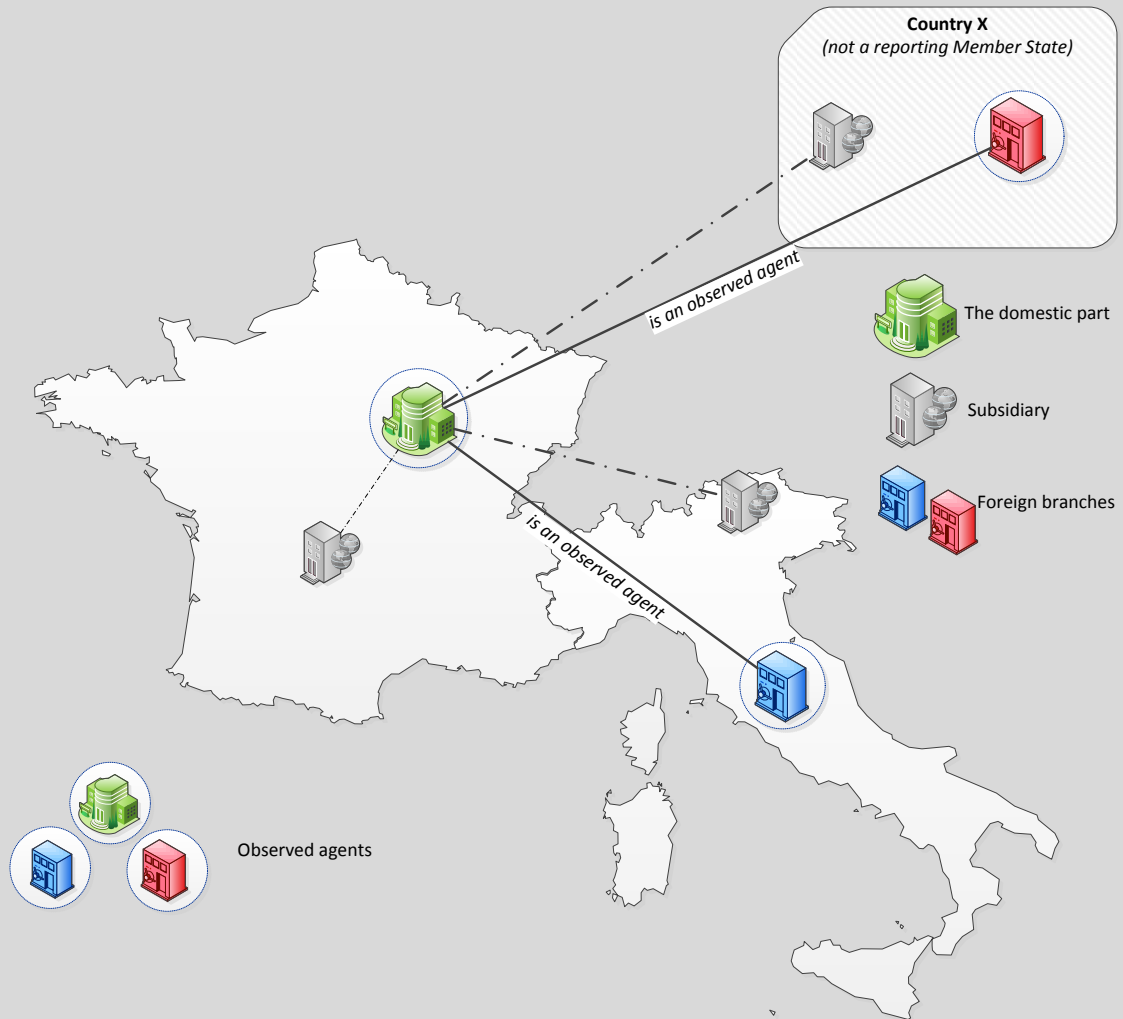 Country X
(not a reporting Member State)
is an observed agent
The domestic part
Subsidiary
Foreign branches
is an observed agent
Observed agents